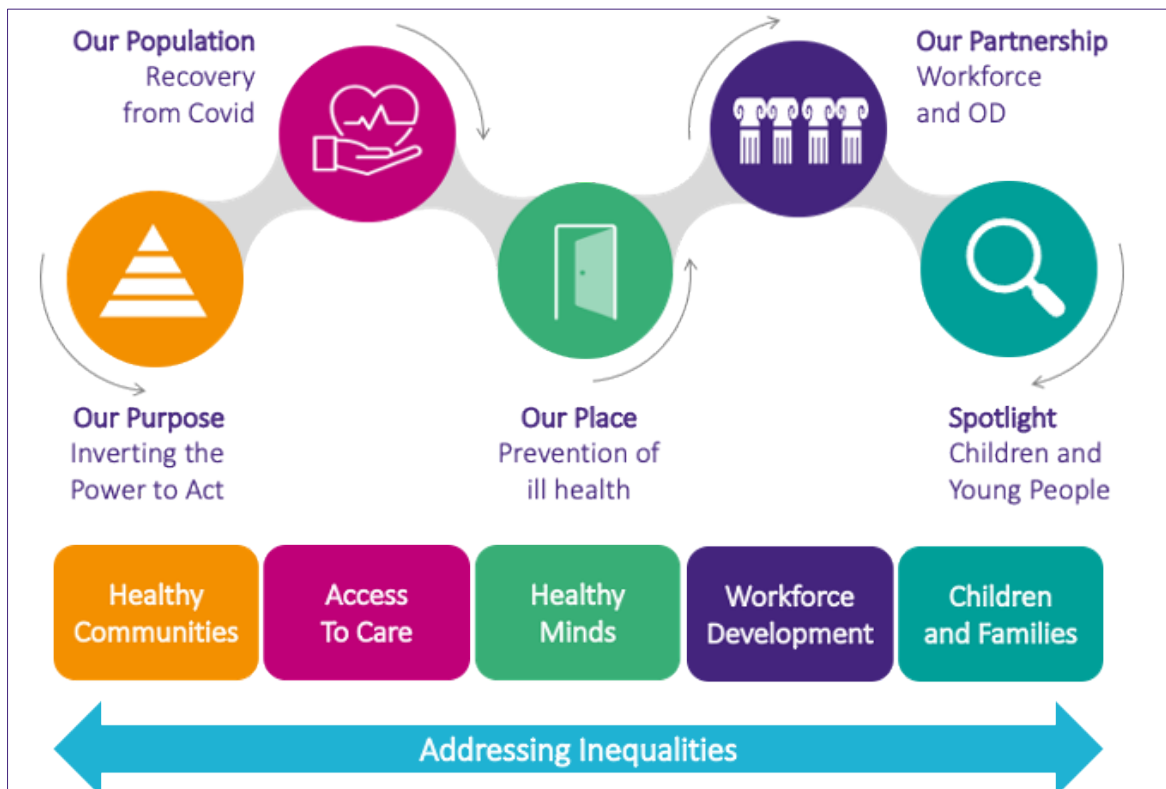 Our Population
Recovery
from Covid
Our Partnership
Workforce
and OD
Our Purpose
Inverting the
Power to Act
Our Place
Prevention of
ill health
Spotlight
Children and
Young People
Healthy
Communities
Access
To Care
Healthy
Minds
Workforce
Development
Children
and Families
Addressing Inequalities